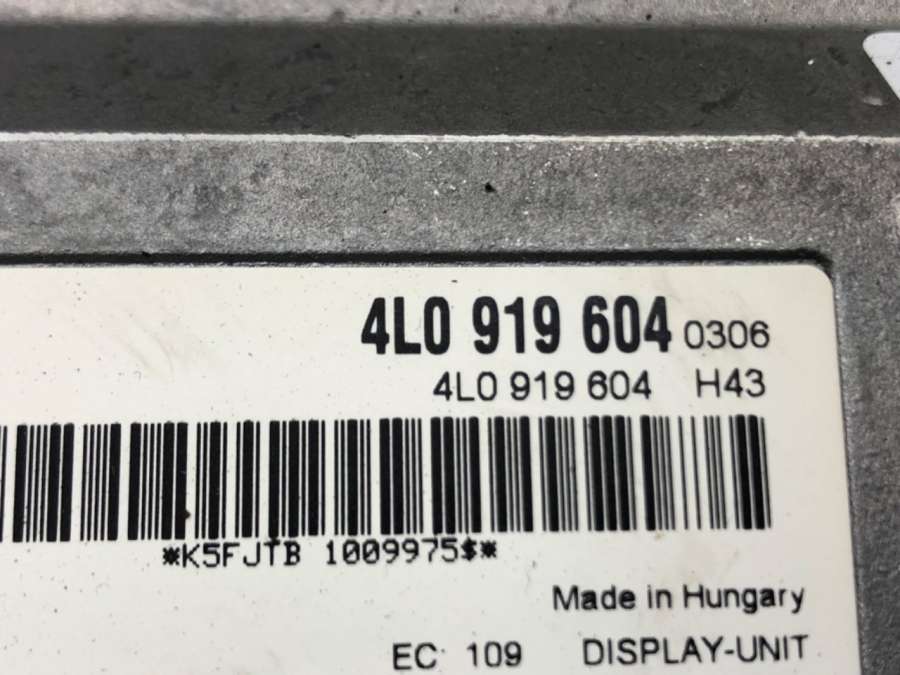 4L0 919 604 0306
4L0 919 604 H43
*K5FJTB 1009975$*
Made in Hungary
EC 109 DISPLAY-UNIT